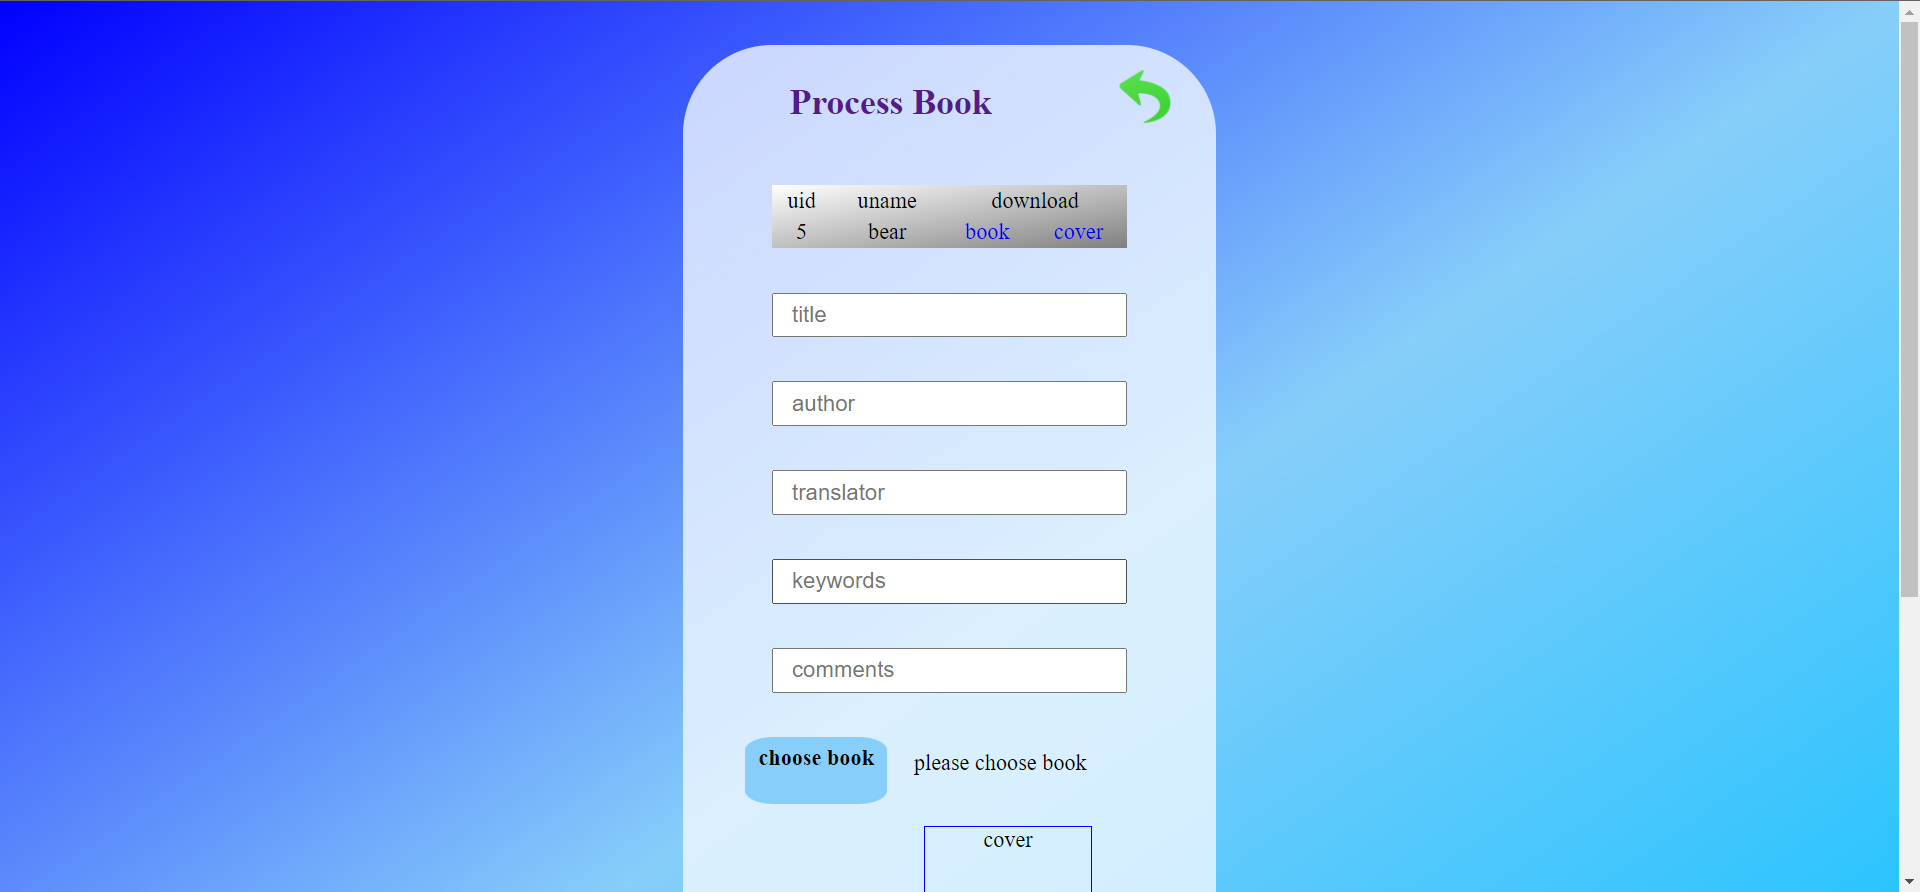 Process Book
uid uname download
5 bear book cover
title
author
translator
keywords
comments
choose book please choose book
cover